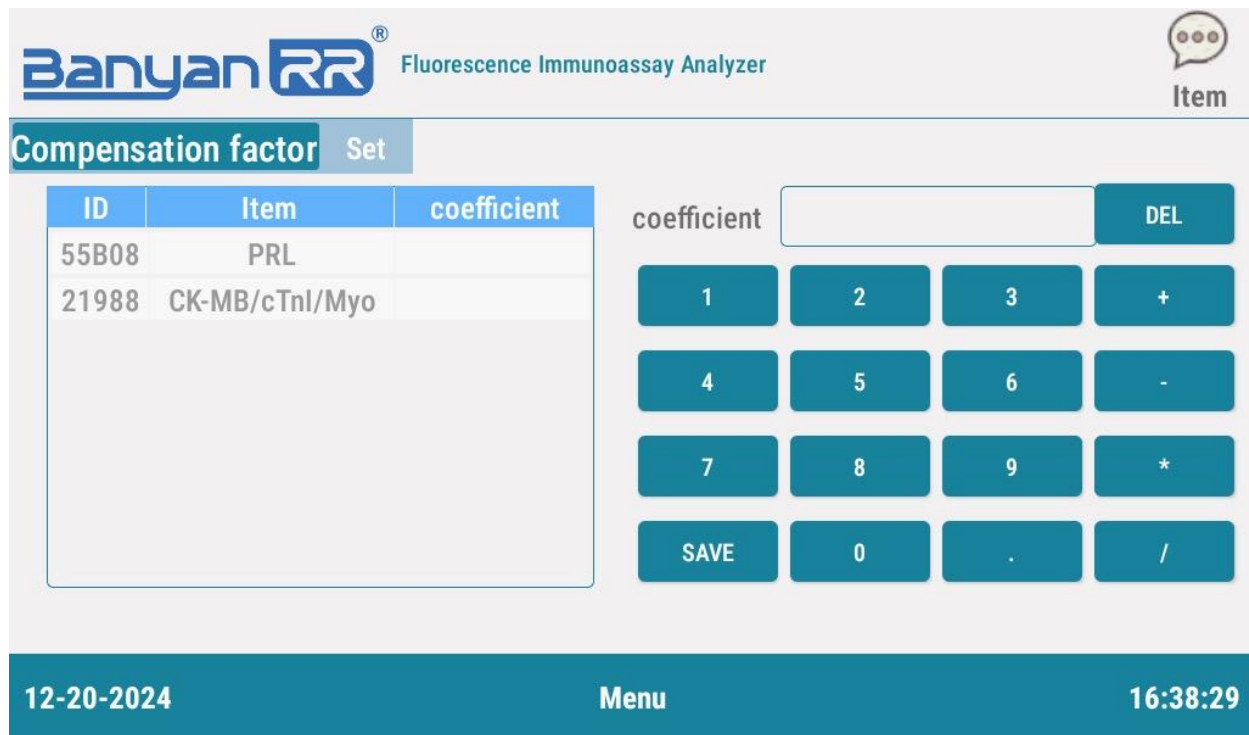 Banyan RR® Fluorescence Immunoassay Analyzer
Item
Compensation factor Set
ID Item coefficient
55B08 PRL
21988 CK-MB/cTnI/Myo
coefficient DEL
1 2 3 +
4 5 6 -
7 8 9 *
SAVE 0 . /
12-20-2024 Menu 16:38:29